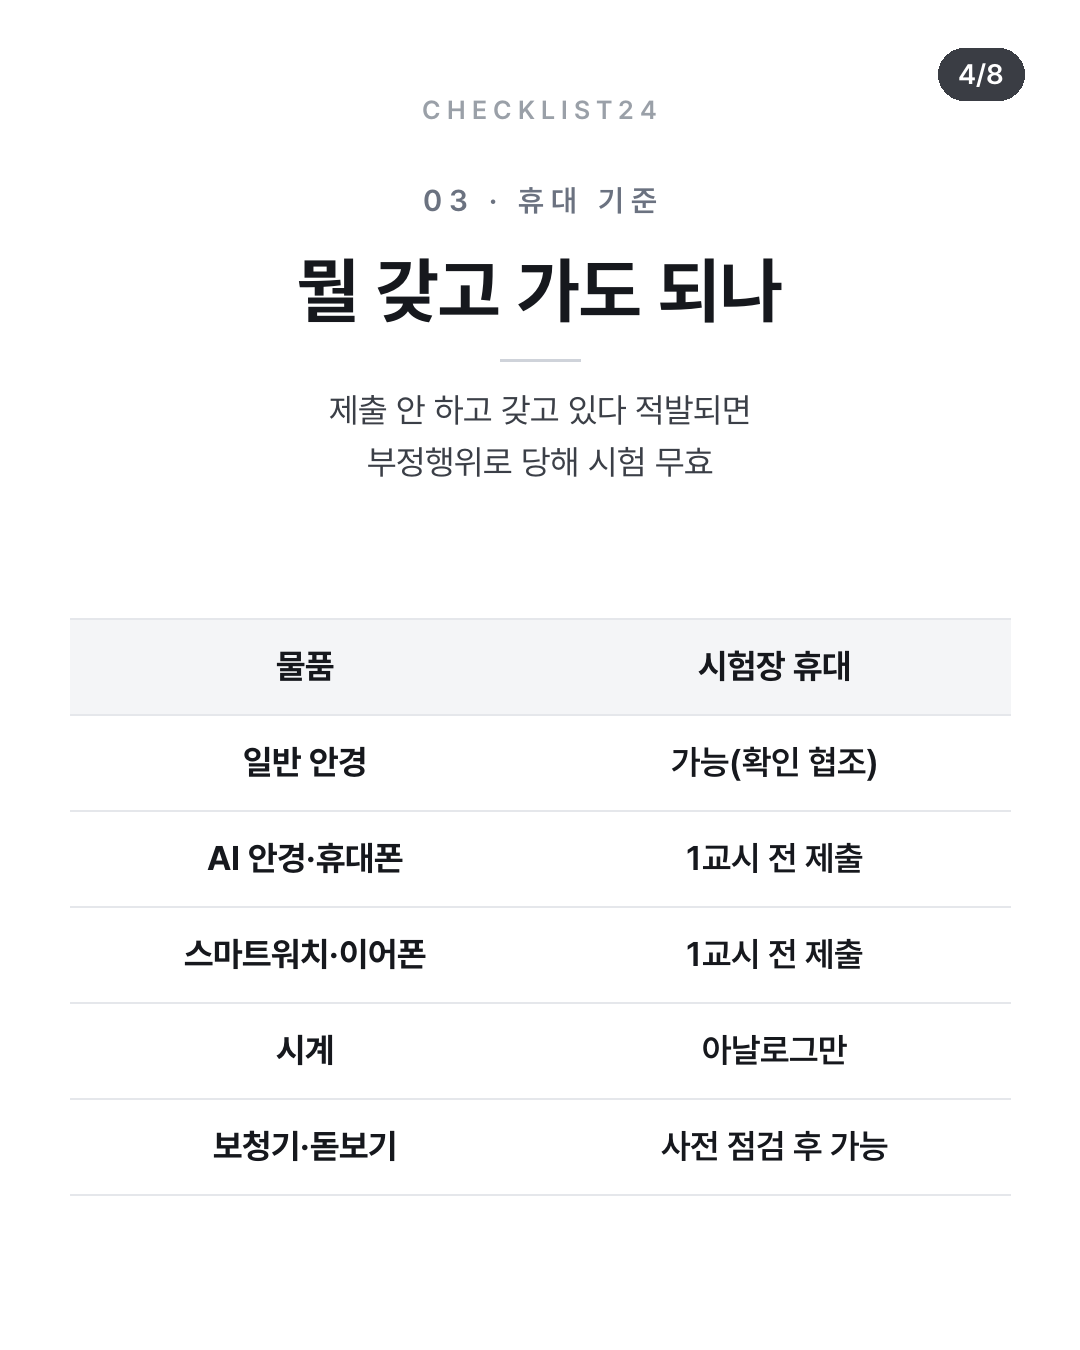 4/8
CHECKLIST24
03 · 휴대 기준
뭘 갖고 가도 되나
제출 안 하고 갖고 있다 적발되면
부정행위로 당해 시험 무효
물품 시험장 휴대
일반 안경 가능(확인 협조)
AI 안경·휴대폰 1교시 전 제출
스마트워치·이어폰 1교시 전 제출
시계 아날로그만
보청기·돋보기 사전 점검 후 가능